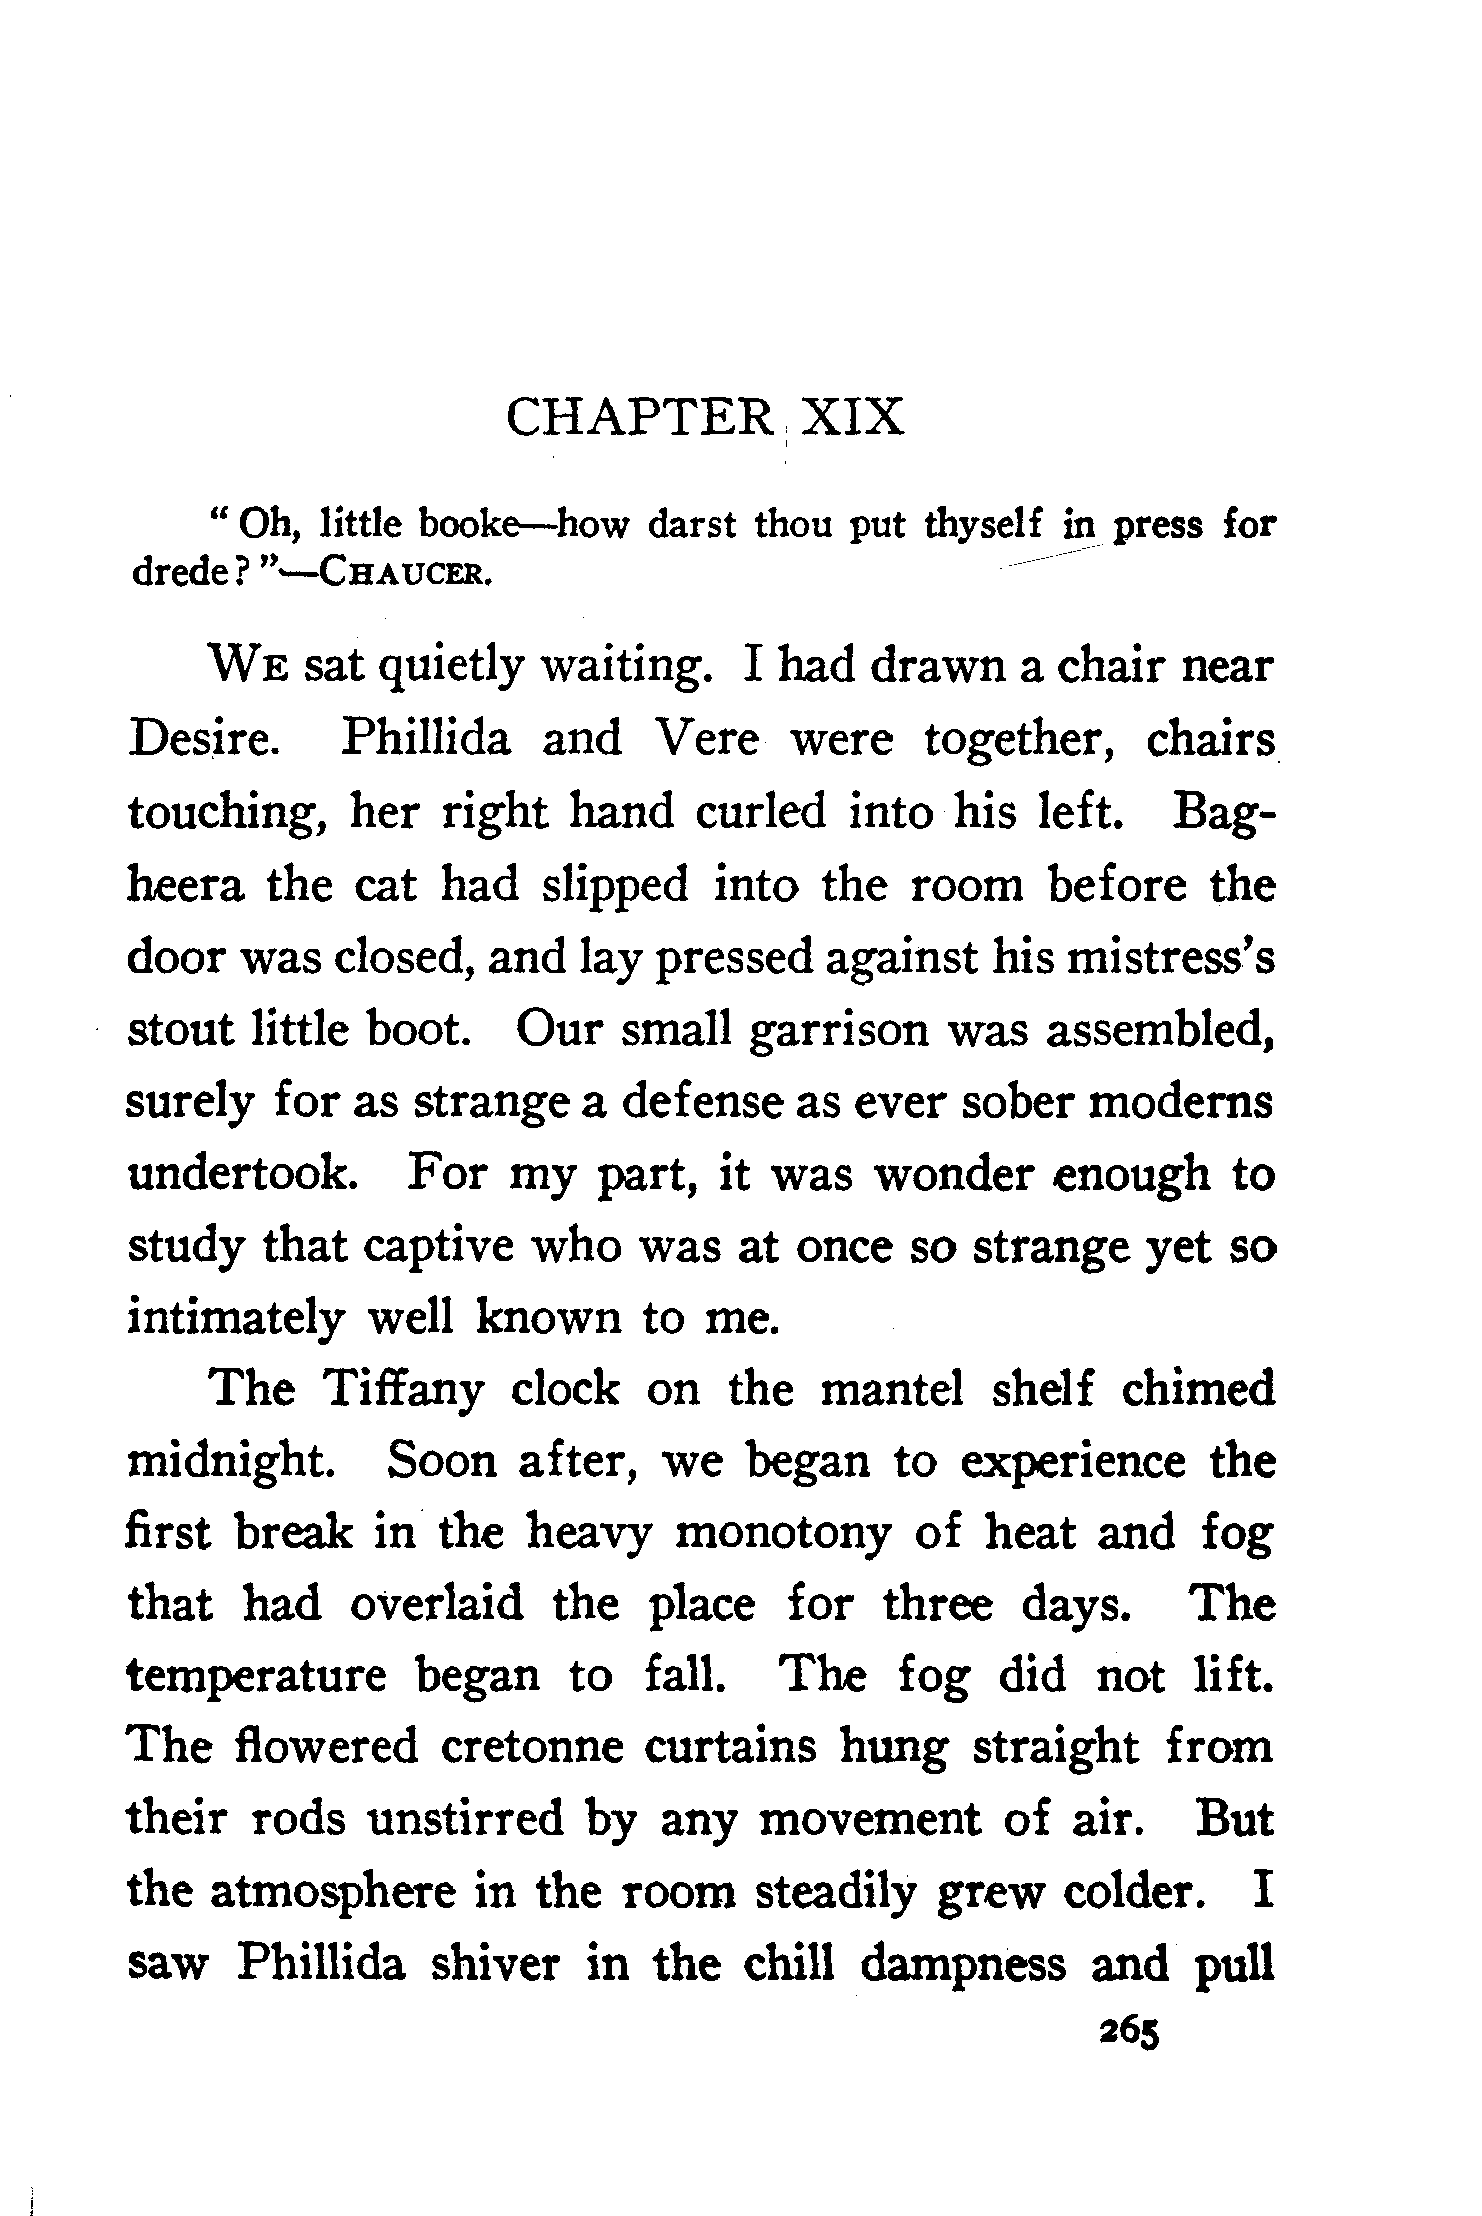 CHAPTER XIX
“ Oh, little booke—how darst thou put thyself in press for
drede? ”—CHAUCER.
WE sat quietly waiting. I had drawn a chair near
Desire. Phillida and Vere were together, chairs
touching, her right hand curled into his left. Bag-
heera the cat had slipped into the room before the
door was closed, and lay pressed against his mistress’s
stout little boot. Our small garrison was assembled,
surely for as strange a defense as ever sober moderns
undertook. For my part, it was wonder enough to
study that captive who was at once so strange yet so
intimately well known to me.
The Tiffany clock on the mantel shelf chimed
midnight. Soon after, we began to experience the
first break in the heavy monotony of heat and fog
that had overlaid the place for three days. The
temperature began to fall. The fog did not lift.
The flowered cretonne curtains hung straight from
their rods unstirred by any movement of air. But
the atmosphere in the room steadily grew colder. I
saw Phillida shiver in the chill dampness and pull
265